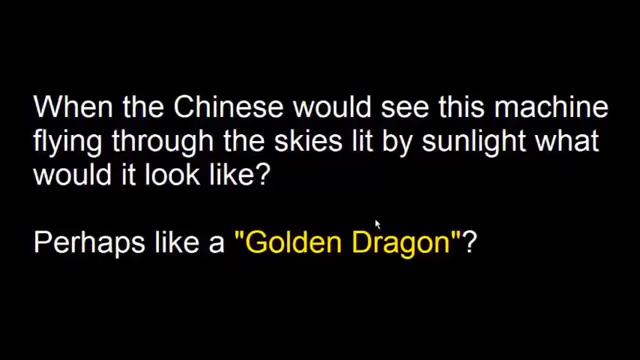 When the Chinese would see this machine
flying through the skies lit by sunlight what
would it look like?
Perhaps like a "Golden Dragon"?